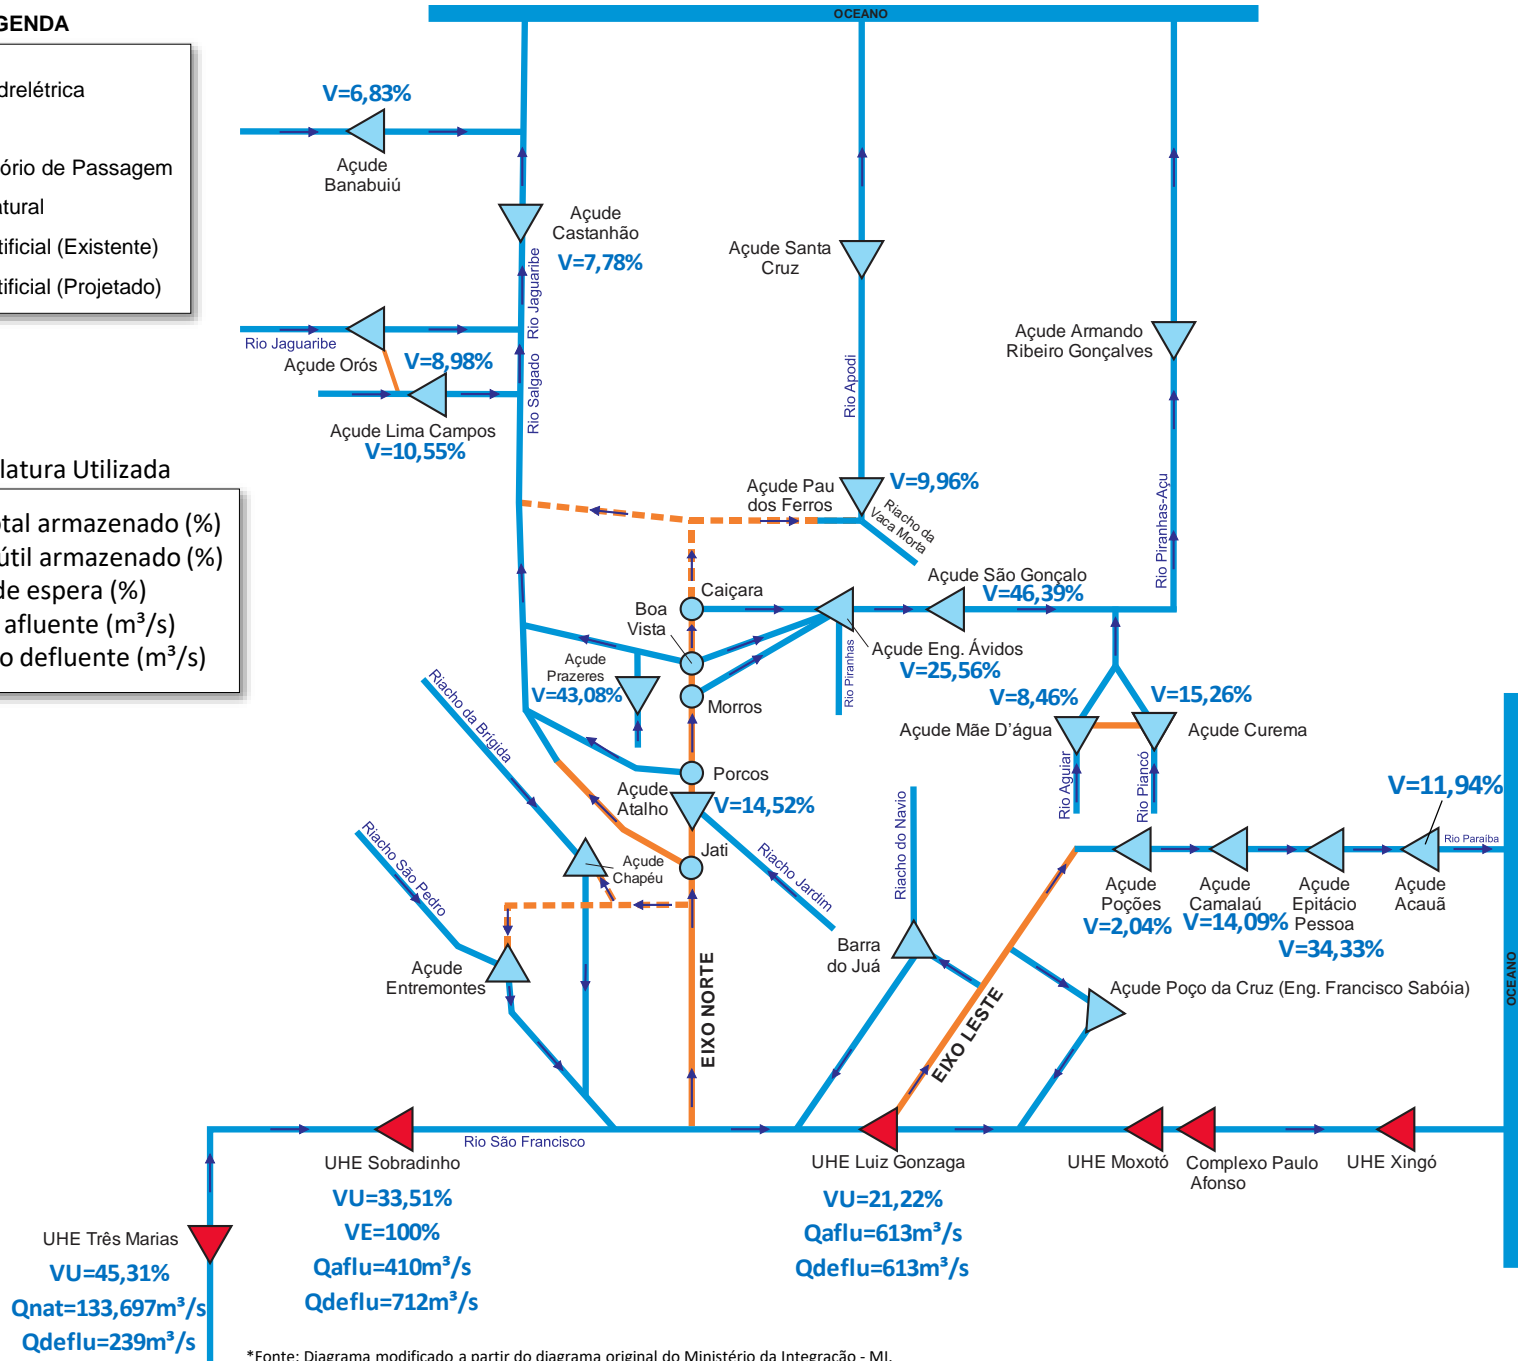 OCEANO
GENDA
drelétrica
ório de Passagem
atural
tificial (Existente)
tificial (Projetado)
V=6,83%
Açude
Banabuiú
Açude
Castanhão
V=7,78%
Rio Jaguaribe
Açude Santa
Cruz
Açude Armando
Ribeiro Gonçalves
Rio Jaguaribe
Açude Orós
V=8,98%
Rio Salgado
Rio Apodi
Açude Lima Campos
V=10,55%
latura Utilizada
otal armazenado (%)
útil armazenado (%)
de espera (%)
afluente (m³/s)
o defluente (m³/s)
Açude Pau
dos Ferros
V=9,96%
Riacho da
Vaca Morta
Rio Piranhas-Açu
Açude São Gonçalo
V=46,39%
Caiçara
Boa
Vista
Açude Eng. Ávidos
V=25,56%
Rio Piranhas
Açude
Prazeres
V=43,08%
Morros
Riacho da Brígida
V=8,46%
V=15,26%
Açude Mãe D'água
Açude Curema
Rio Aguiar
Rio Piancó
Porcos
Açude
Atalho
V=14,52%
V=11,94%
Jati
Riacho São Pedro
Açude
Chapéu
Riacho Jardim
Riacho do Navio
Rio Paraíba
Açude
Poções
V=2,04%
Açude
Camalaú
V=14,09%
Açude
Epitácio
Pessoa
V=34,33%
Açude
Acauã
Açude
Entremontes
Barra
do Juá
Açude Poço da Cruz (Eng. Francisco Sabóia)
OCEANO
EIXO NORTE
EIXO LESTE
Rio São Francisco
UHE Sobradinho
VU=33,51%
VE=100%
Qaflu=410m³/s
Qdeflu=712m³/s
UHE Luiz Gonzaga
VU=21,22%
Qaflu=613m³/s
Qdeflu=613m³/s
UHE Moxotó
Complexo Paulo
Afonso
UHE Xingó
UHE Três Marias
VU=45,31%
Qnat=133,697m³/s
Qdeflu=239m³/s
*Fonte: Diagrama modificado a partir do diagrama original do Ministério da Integração - MI.